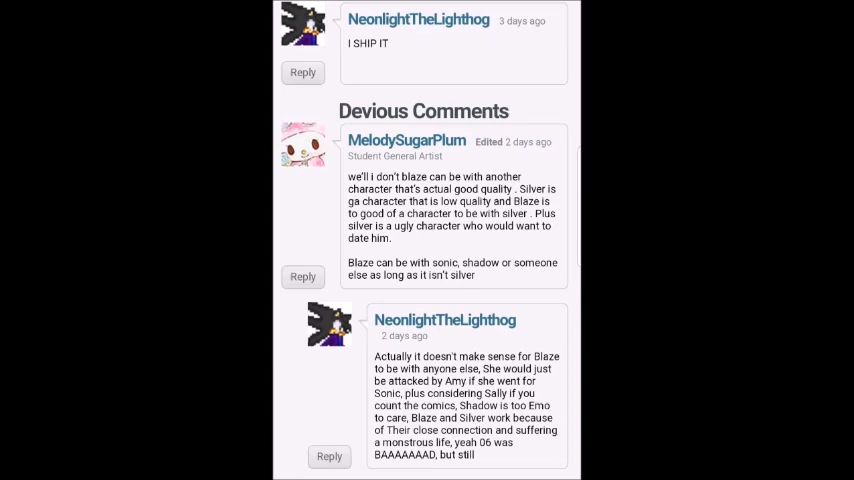 NeonlightTheLighthog 3 days ago
I SHIP IT
Reply
Devious Comments
MelodySugarPlum Edited 2 days ago
Student General Artist
we'll i don't blaze can be with another
character that's actual good quality . Silver is
ga character that is low quality and Blaze is
to good of a character to be with silver . Plus
silver is a ugly character who would want to
date him.
Blaze can be with sonic, shadow or someone
else as long as it isn't silver
Reply
NeonlightTheLighthog
2 days ago
Actually it doesn't make sense for Blaze
to be with anyone else, She would just
be attacked by Amy if she went for
Sonic, plus considering Sally if you
count the comics, Shadow is too Emo
to care, Blaze and Silver work because
of Their close connection and suffering
a monstrous life, yeah 06 was
BAAAAAAD, but still
Reply